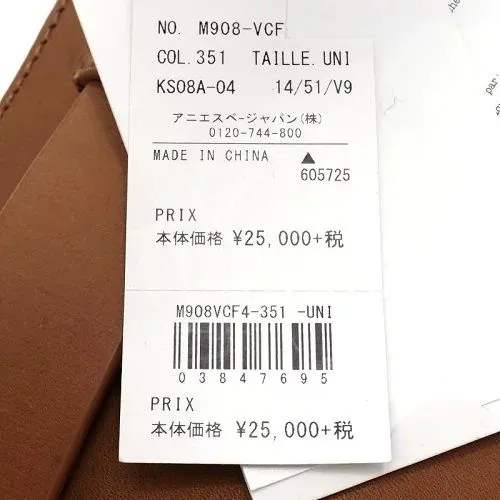 NO. M908-VCF
COL.351 TAILLE.UNI
KS08A-04 14/51/V9
アニエスベージャパン(株)
0120-744-800
MADE IN CHINA ▲
605725
PRIX
本体価格 ¥25,000+税
M908VCF4-351 -UNI
03847695
PRIX
本体価格 ¥25,000+税
par.